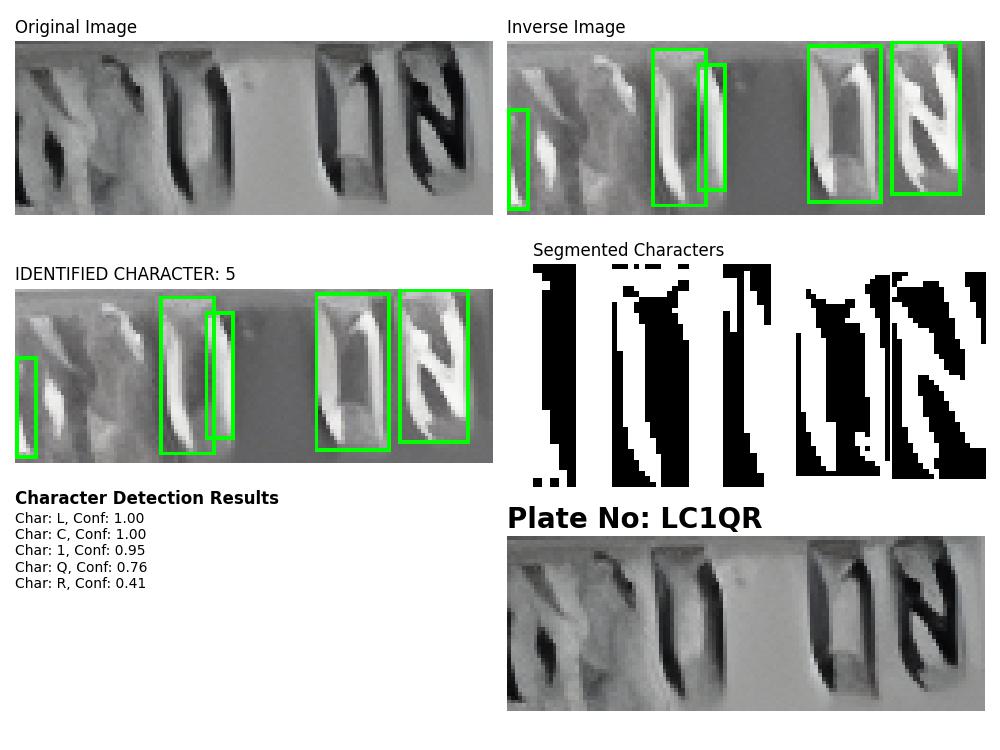 Original Image
Inverse Image
IDENTIFIED CHARACTER: 5
Segmented Characters
Character Detection Results
Char: L, Conf: 1.00
Char: C, Conf: 1.00
Char: 1, Conf: 0.95
Char: Q, Conf: 0.76
Char: R, Conf: 0.41
Plate No: LC1QR